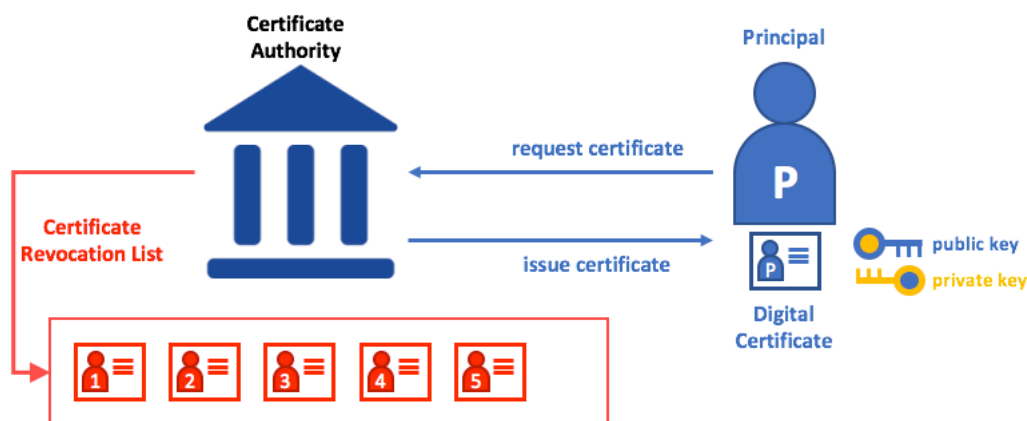 Certificate
Authority
Principal
request certificate
P
Certificate
Revocation List
issue certificate
P
public key
private key
Digital
Certificate
1
2
3
4
5